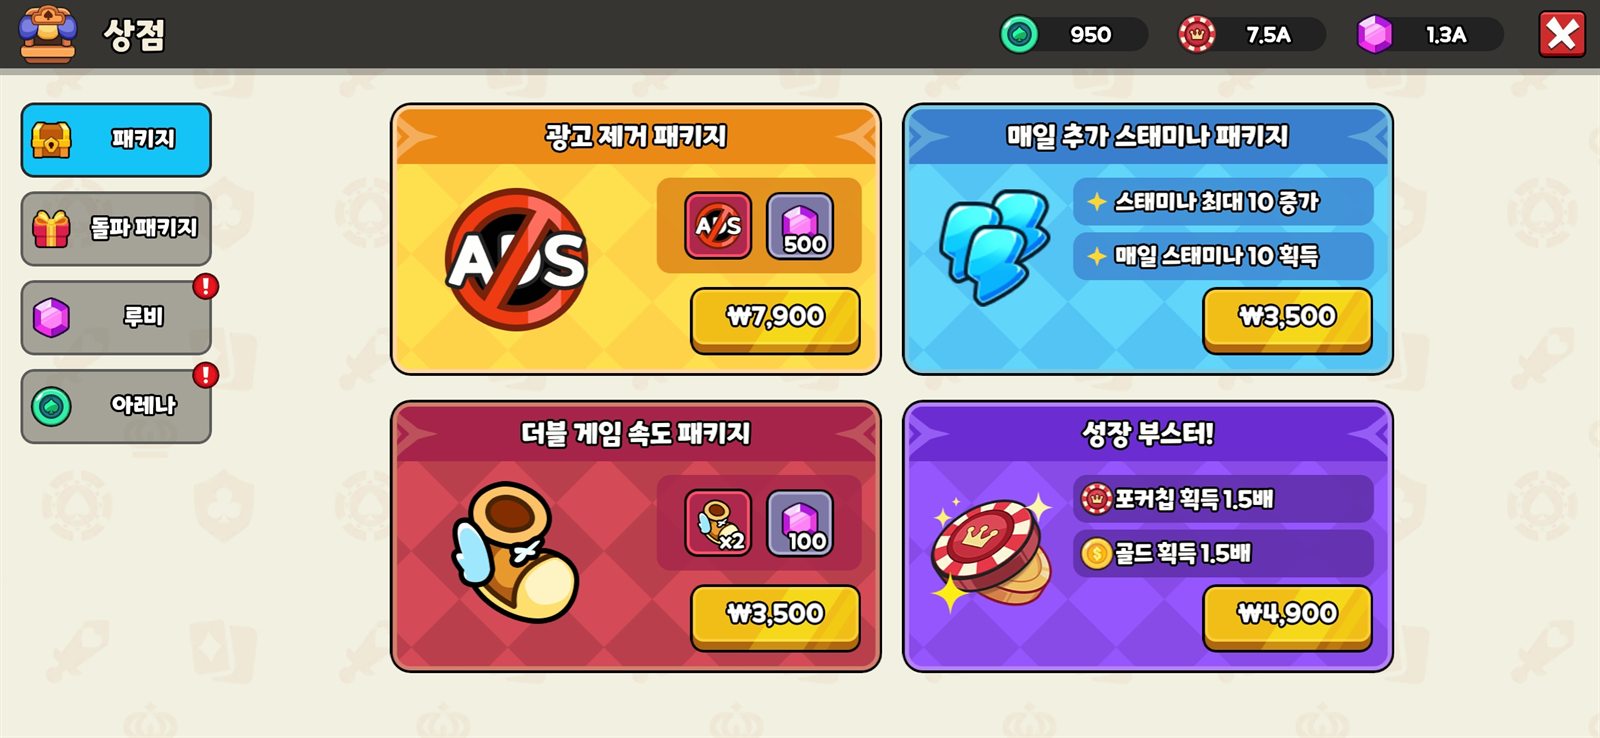 상점
950
7.5A
1.3A
패키지
돌파 패키지
루비
아레나
광고 제거 패키지
ADS
ADS
500
₩7,900
매일 추가 스태미나 패키지
스태미나 최대 10 증가
매일 스태미나 10 획득
₩3,500
더블 게임 속도 패키지
x2
100
₩3,500
성장 부스터!
포커칩 획득 1.5배
골드 획득 1.5배
₩4,900